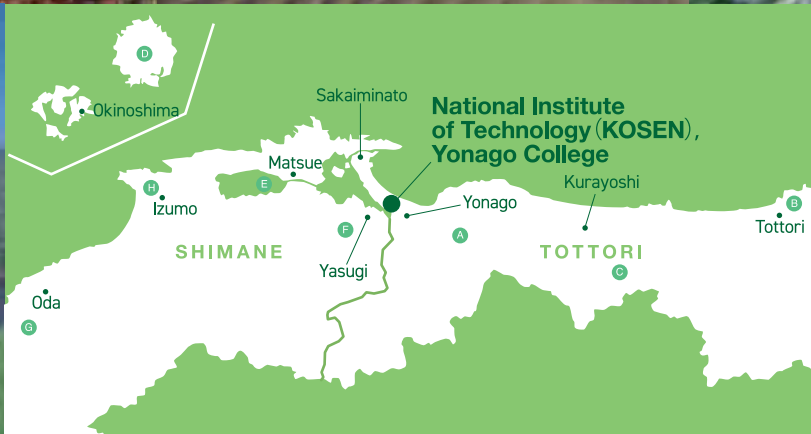 D
Okinoshima
Sakaiminato
National Institute
of Technology(KOSEN),
Yonago College
Matsue
Kurayoshi
H
E
Izumo
Yonago
B
Tottori
F
A
SHIMANE
TOTTORI
Yasugi
C
Oda
G